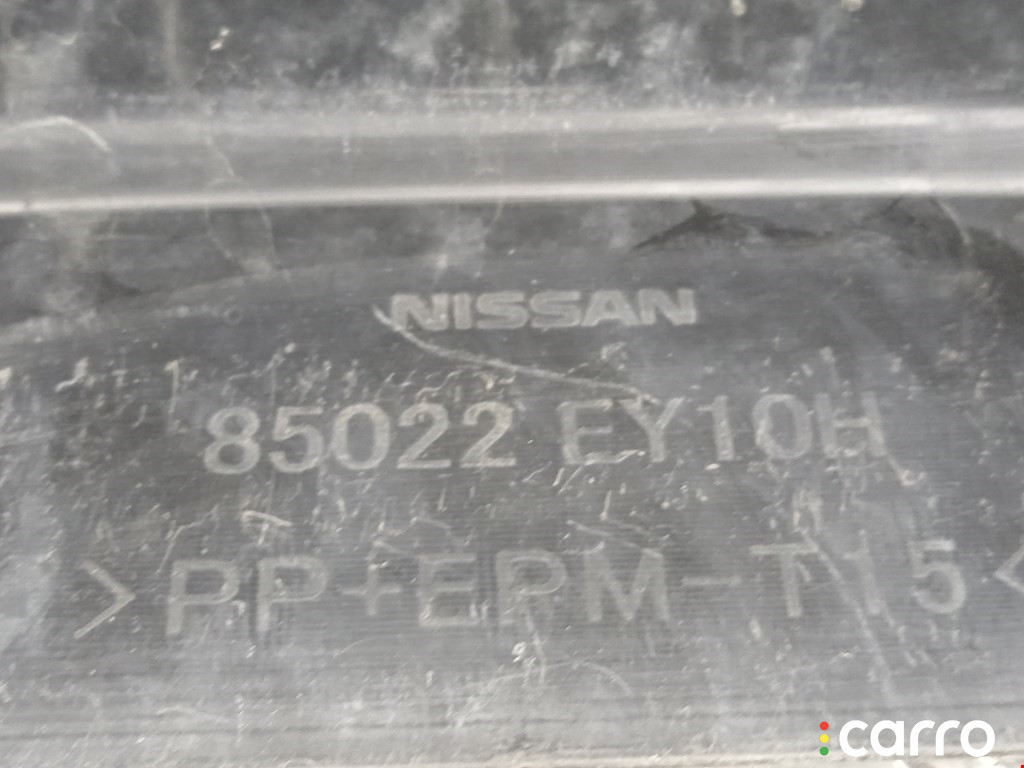 NISSAN
85022 EY10H
>PP+EPM-T15<
carro